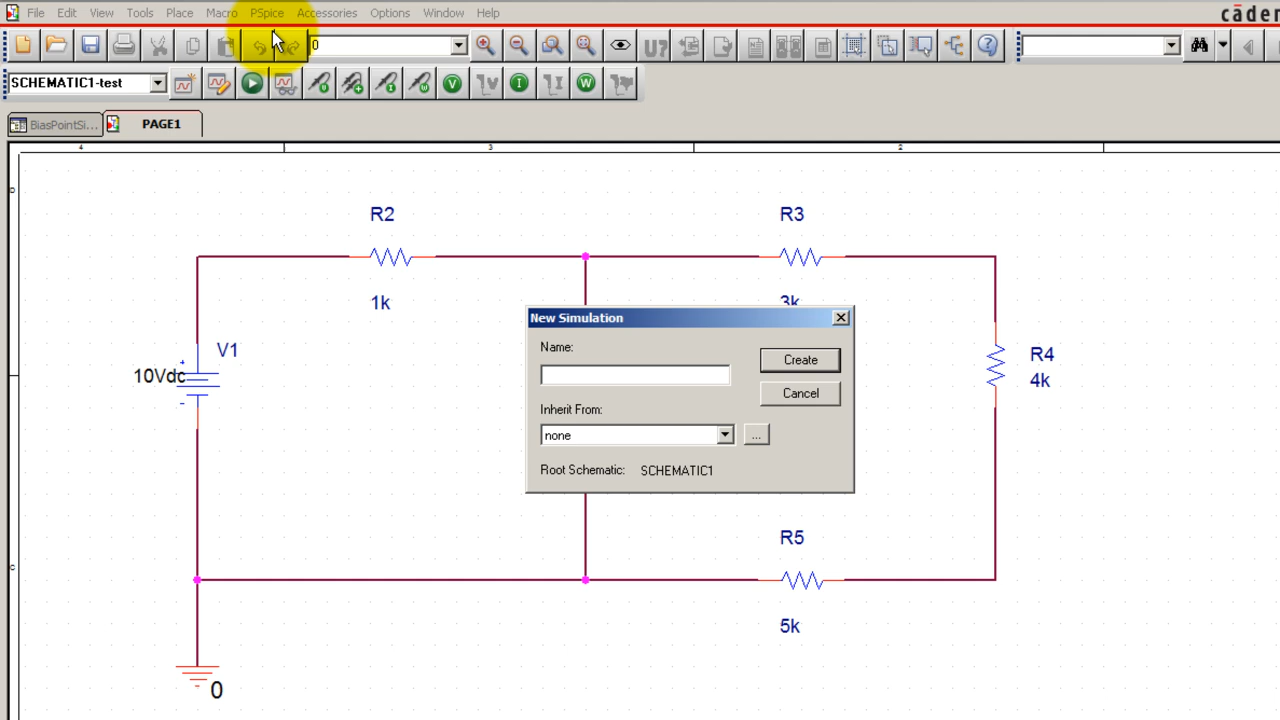 File Edit View Tools Place Macro PSpice Accessories Options Window Help
cāden
0
U?
SCHEMATIC1-test
V V I I W
BiasPointSi... PAGE1
4 3 2
R2 R3
1k 3k
New Simulation
Name:
Create
Cancel
Inherit From:
none
...
Root Schematic: SCHEMATIC1
V1
10Vdc
+
-
R4
4k
R5
5k
0
D
C